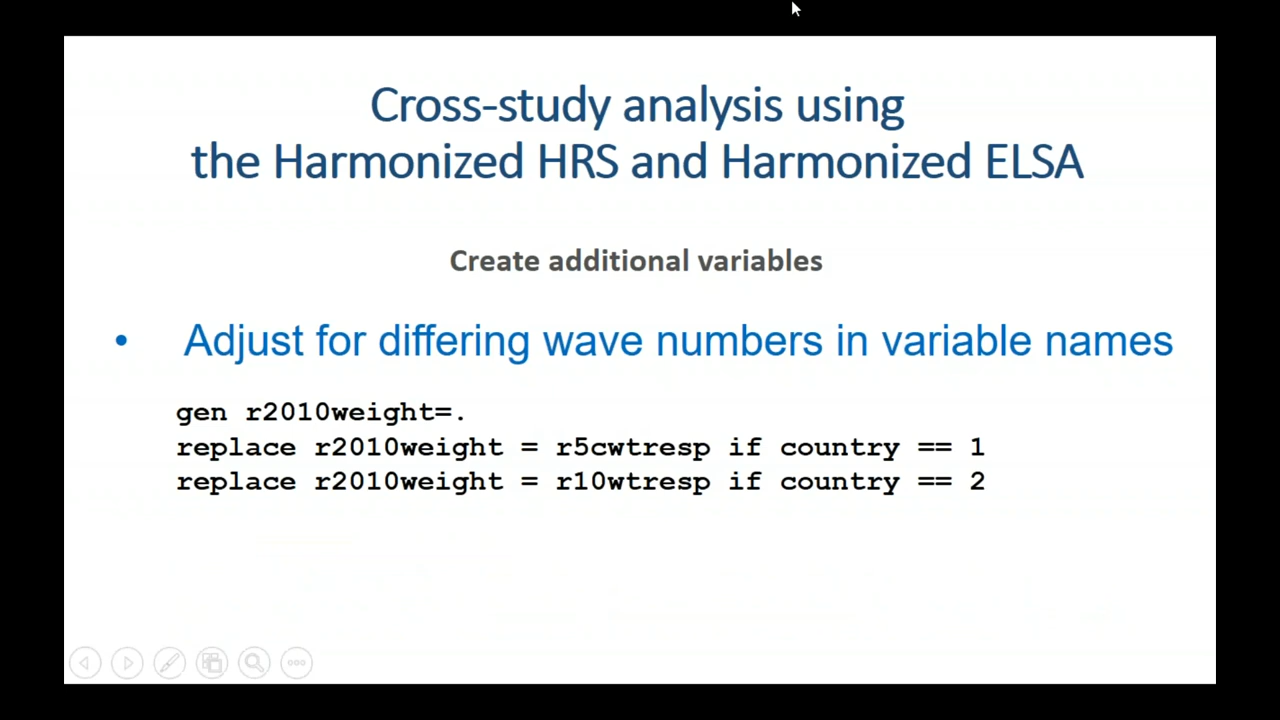 Cross-study analysis using
the Harmonized HRS and Harmonized ELSA
Create additional variables
• Adjust for differing wave numbers in variable names
gen r2010weight=.
replace r2010weight = r5cwtresp if country == 1
replace r2010weight = r10wtresp if country == 2